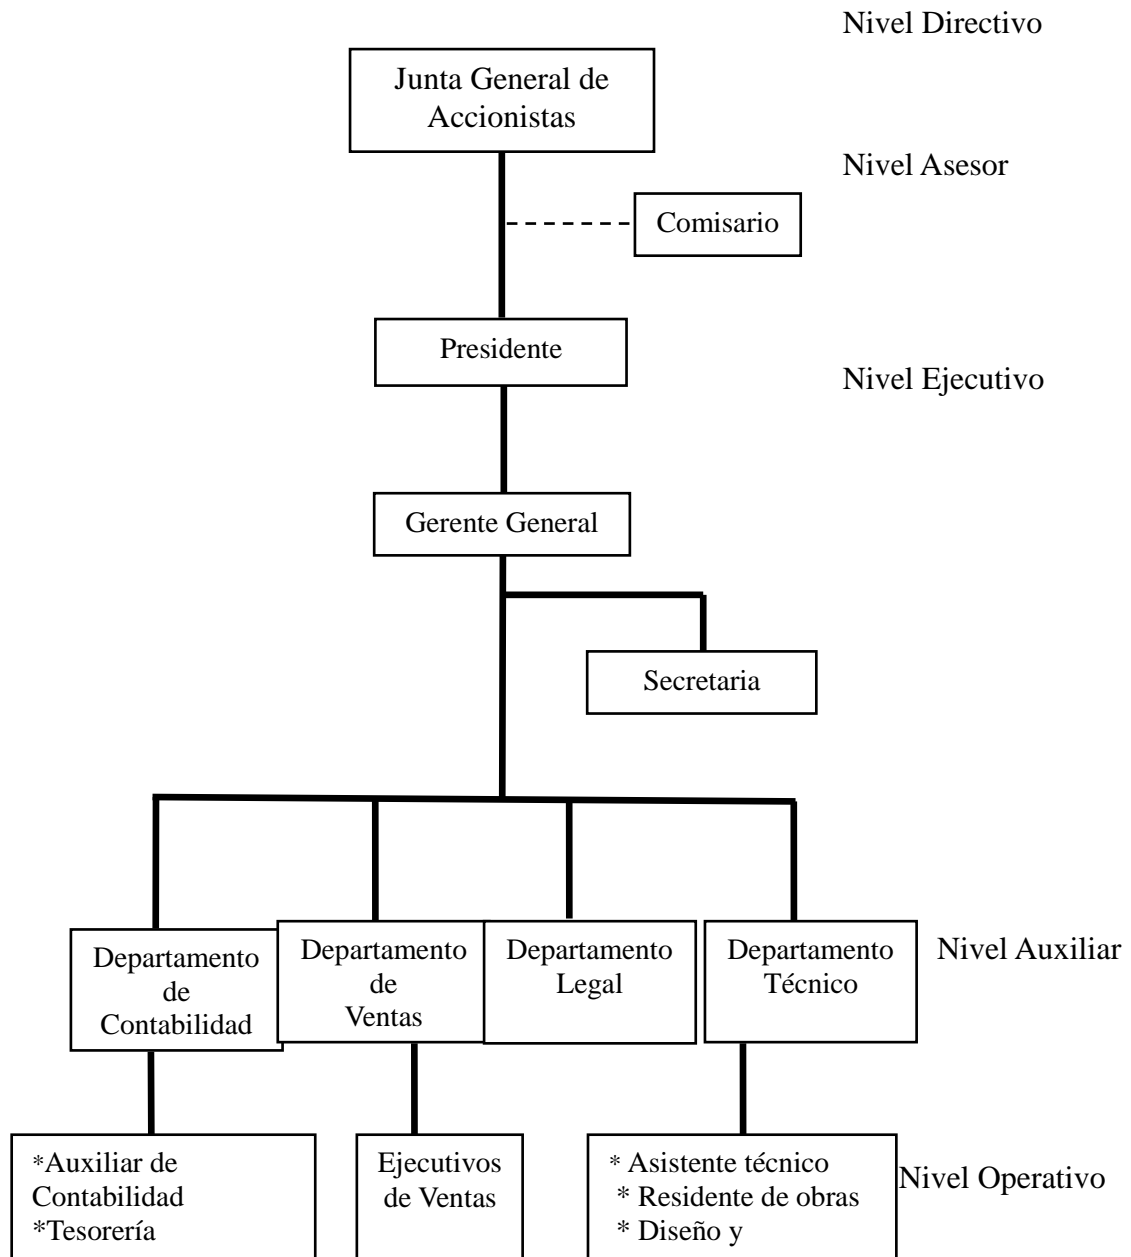 Nivel Directivo
Junta General de
Accionistas
Nivel Asesor
Comisario
Presidente
Nivel Ejecutivo
Gerente General
Secretaria
Departamento
de
Contabilidad
Departamento
de
Ventas
Departamento
Legal
Departamento
Técnico
Nivel Auxiliar
*Auxiliar de
Contabilidad
*Tesorería
Ejecutivos
de Ventas
* Asistente técnico
* Residente de obras
* Diseño y
Nivel Operativo